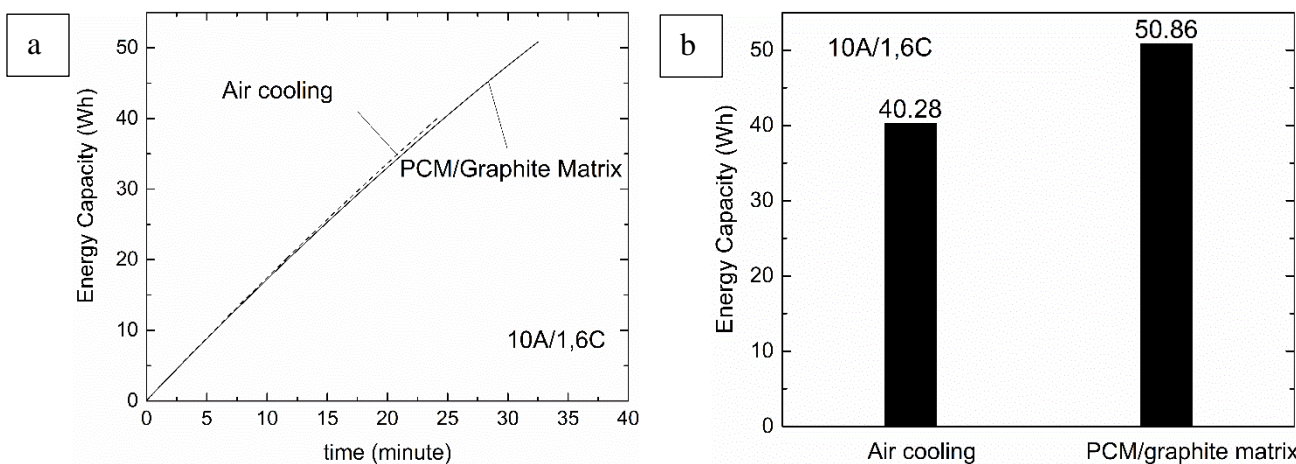 a
Energy Capacity (Wh)
50
40
30
20
10
0
Air cooling
PCM/Graphite Matrix
10A/1,6C
0 5 10 15 20 25 30 35 40
time (minute)
b
Energy Capacity (Wh)
50
40
30
20
10
0
10A/1,6C
40.28
50.86
Air cooling PCM/graphite matrix